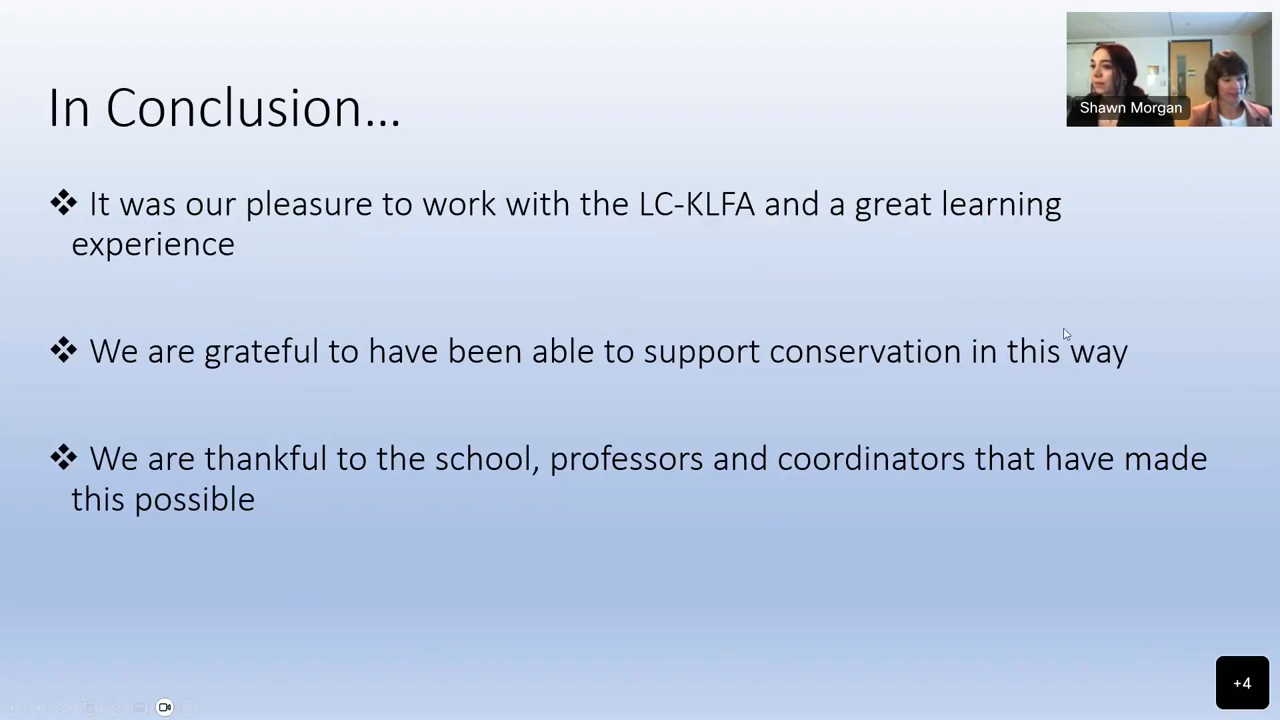 In Conclusion...
Shawn Morgan
❖ It was our pleasure to work with the LC-KLFA and a great learning
experience
❖ We are grateful to have been able to support conservation in this way
❖ We are thankful to the school, professors and coordinators that have made
this possible
+4